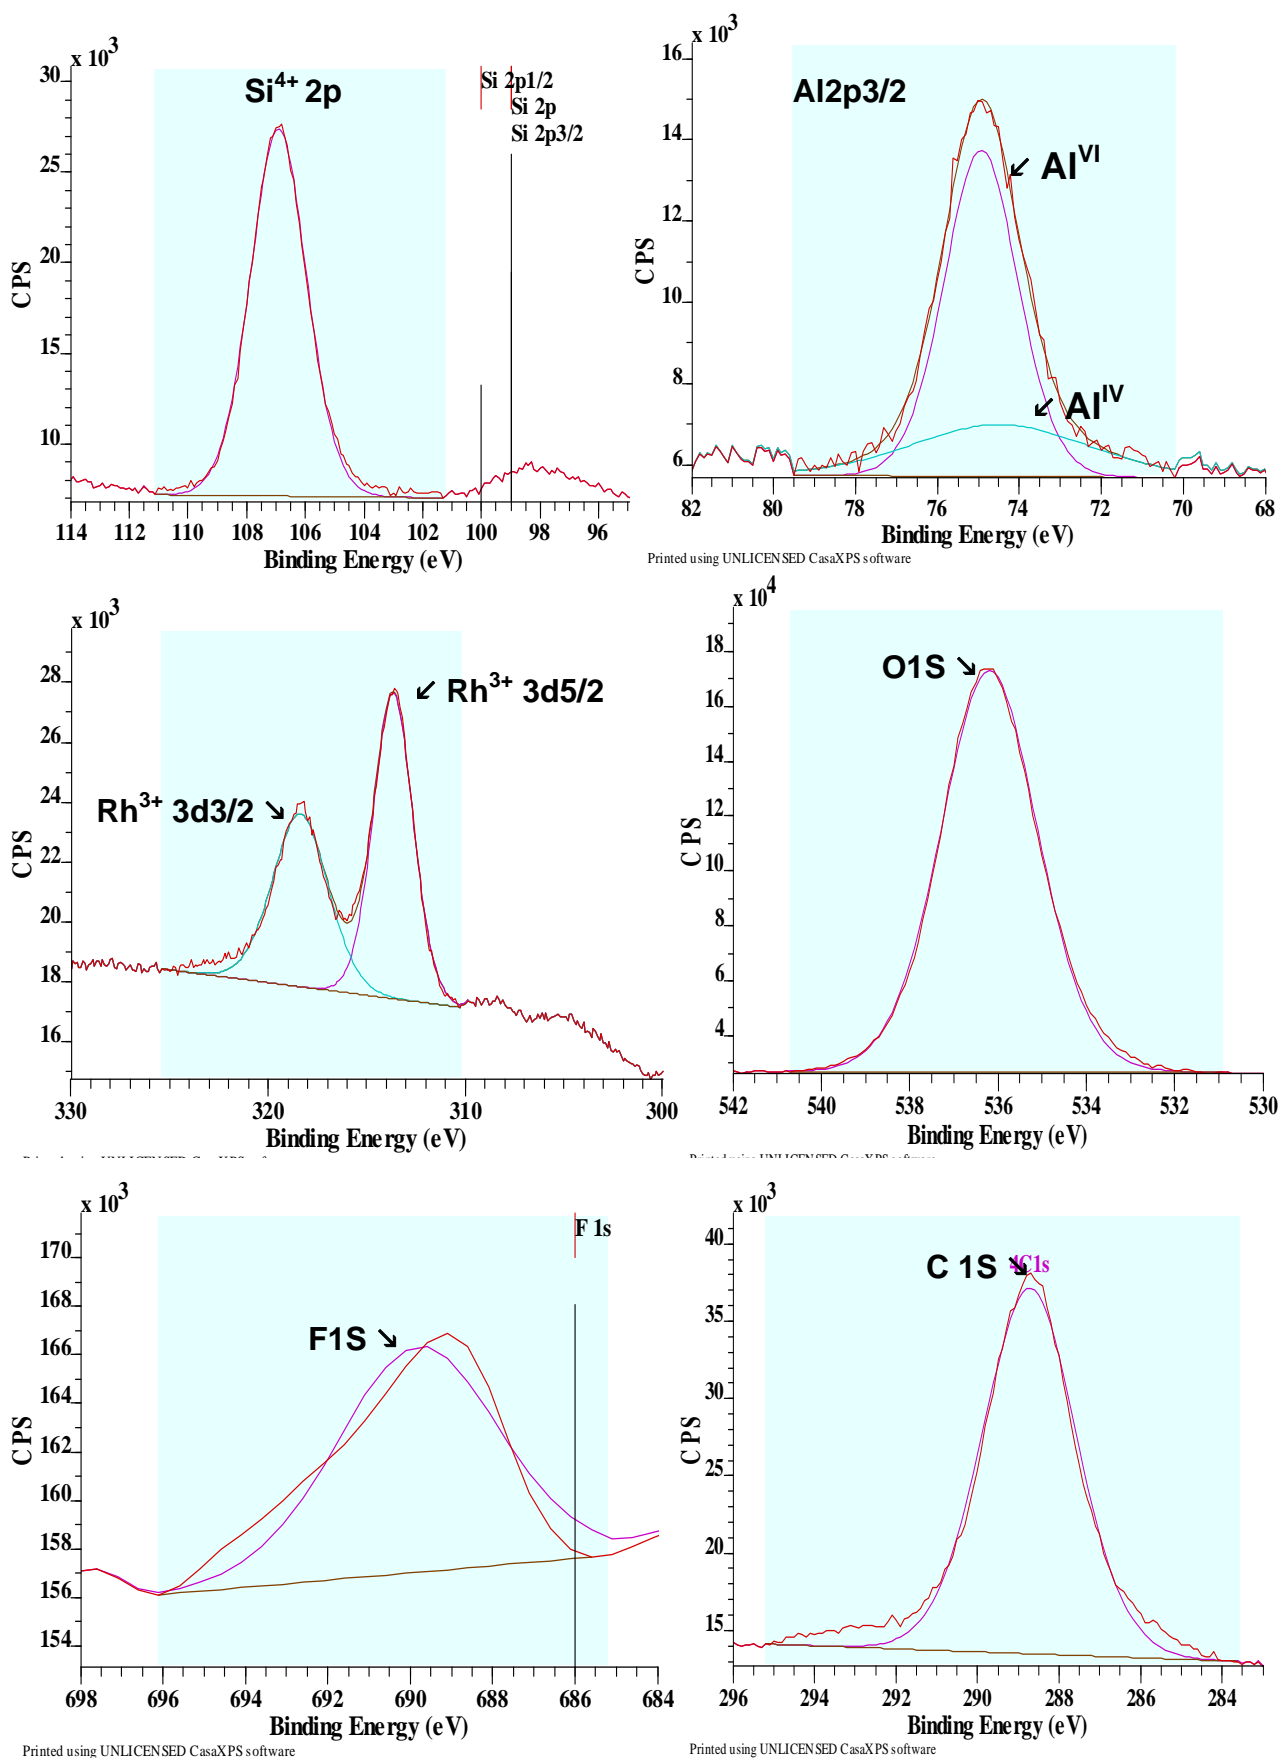 x 10³
Si⁴⁺ 2p
Si 2p1/2
Si 2p
Si 2p3/2
30
25
20
15
10
CPS
114 112 110 108 106 104 102 100 98 96
Binding Energy (eV)
x 10³
Al2p3/2
Alⱽᴵ
Alᴵⱽ
16
14
12
10
8
6
CPS
82 80 78 76 74 72 70 68
Binding Energy (eV)
Printed using UNLICENSED CasaXPS software
x 10³
Rh³⁺ 3d5/2
Rh³⁺ 3d3/2
28
26
24
22
20
18
16
CPS
330 320 310 300
Binding Energy (eV)
x 10⁴
O1S
18
16
14
12
10
8
6
4
CPS
542 540 538 536 534 532 530
Binding Energy (eV)
Printed using UNLICENSED CasaXPS software
x 10³
F 1s
F1S
170
168
166
164
162
160
158
156
154
CPS
698 696 694 692 690 688 686 684
Binding Energy (eV)
Printed using UNLICENSED CasaXPS software
x 10³
C 1S
C1s
40
35
30
25
20
15
CPS
296 294 292 290 288 286 284
Binding Energy (eV)
Printed using UNLICENSED CasaXPS software